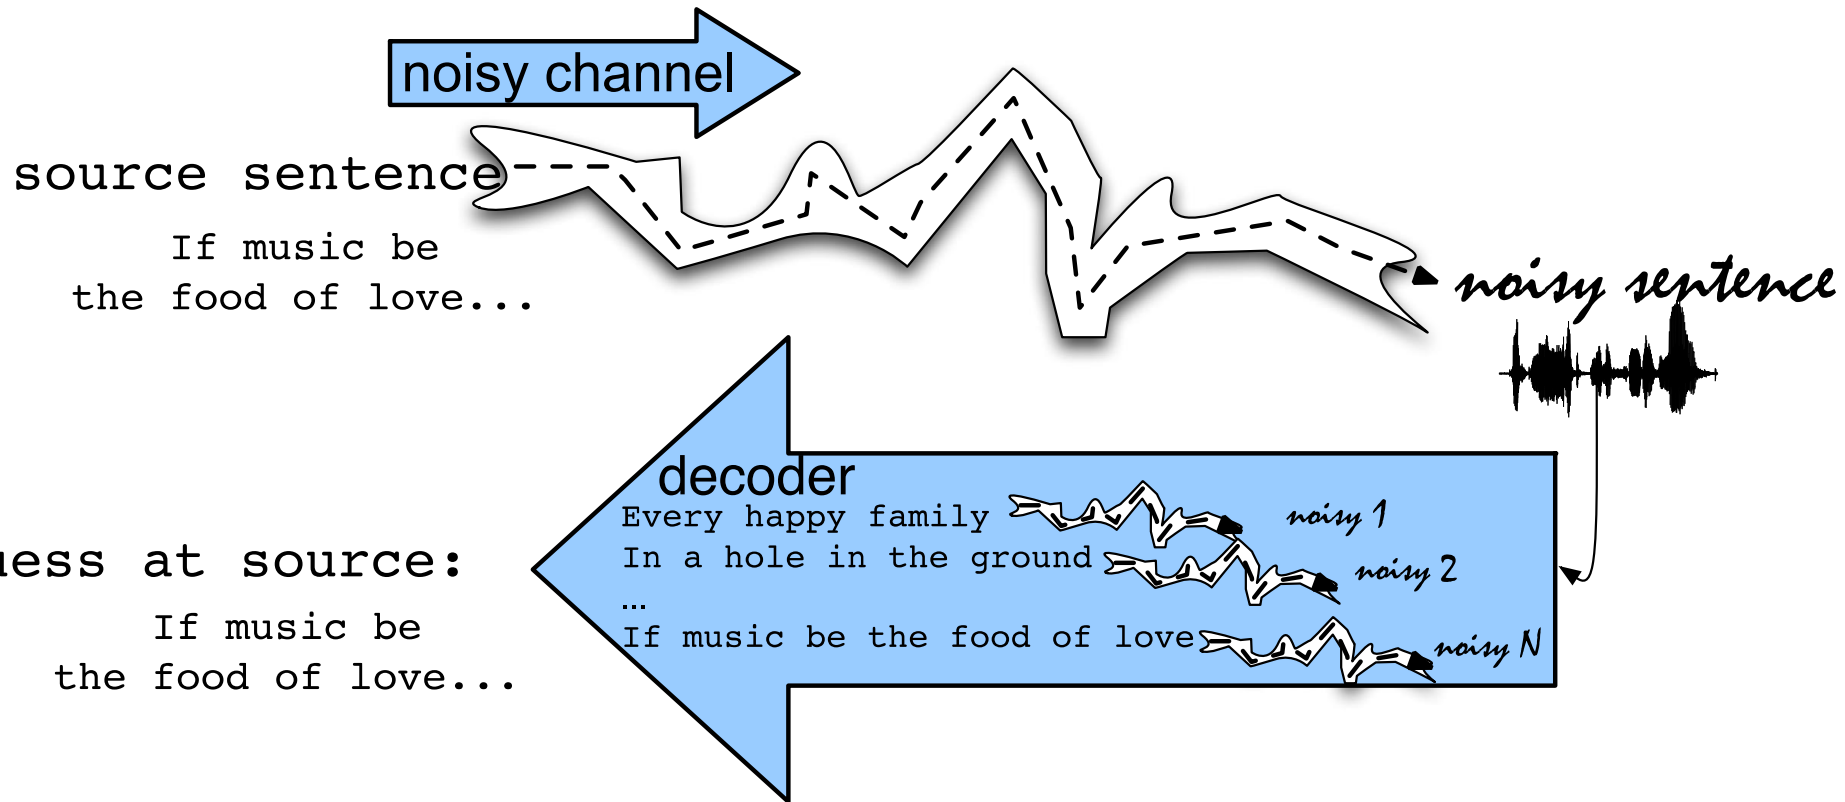 noisy channel
source sentence
If music be
the food of love...
noisy sentence
decoder
Every happy family
noisy 1
In a hole in the ground
noisy 2
...
If music be the food of love
noisy N
uess at source:
If music be
the food of love...